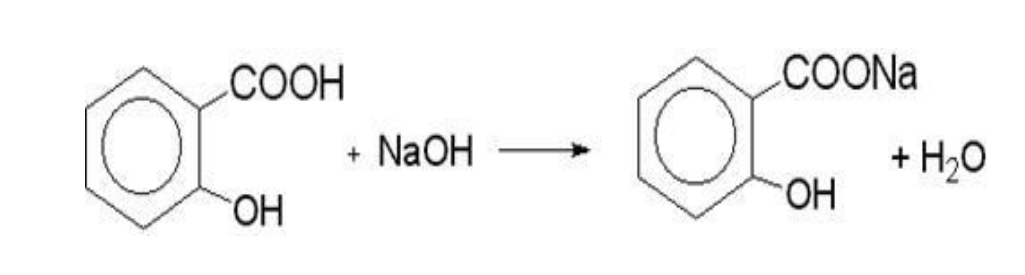 COOH
+ NaOH
OH
COONa
+ H₂O
OH